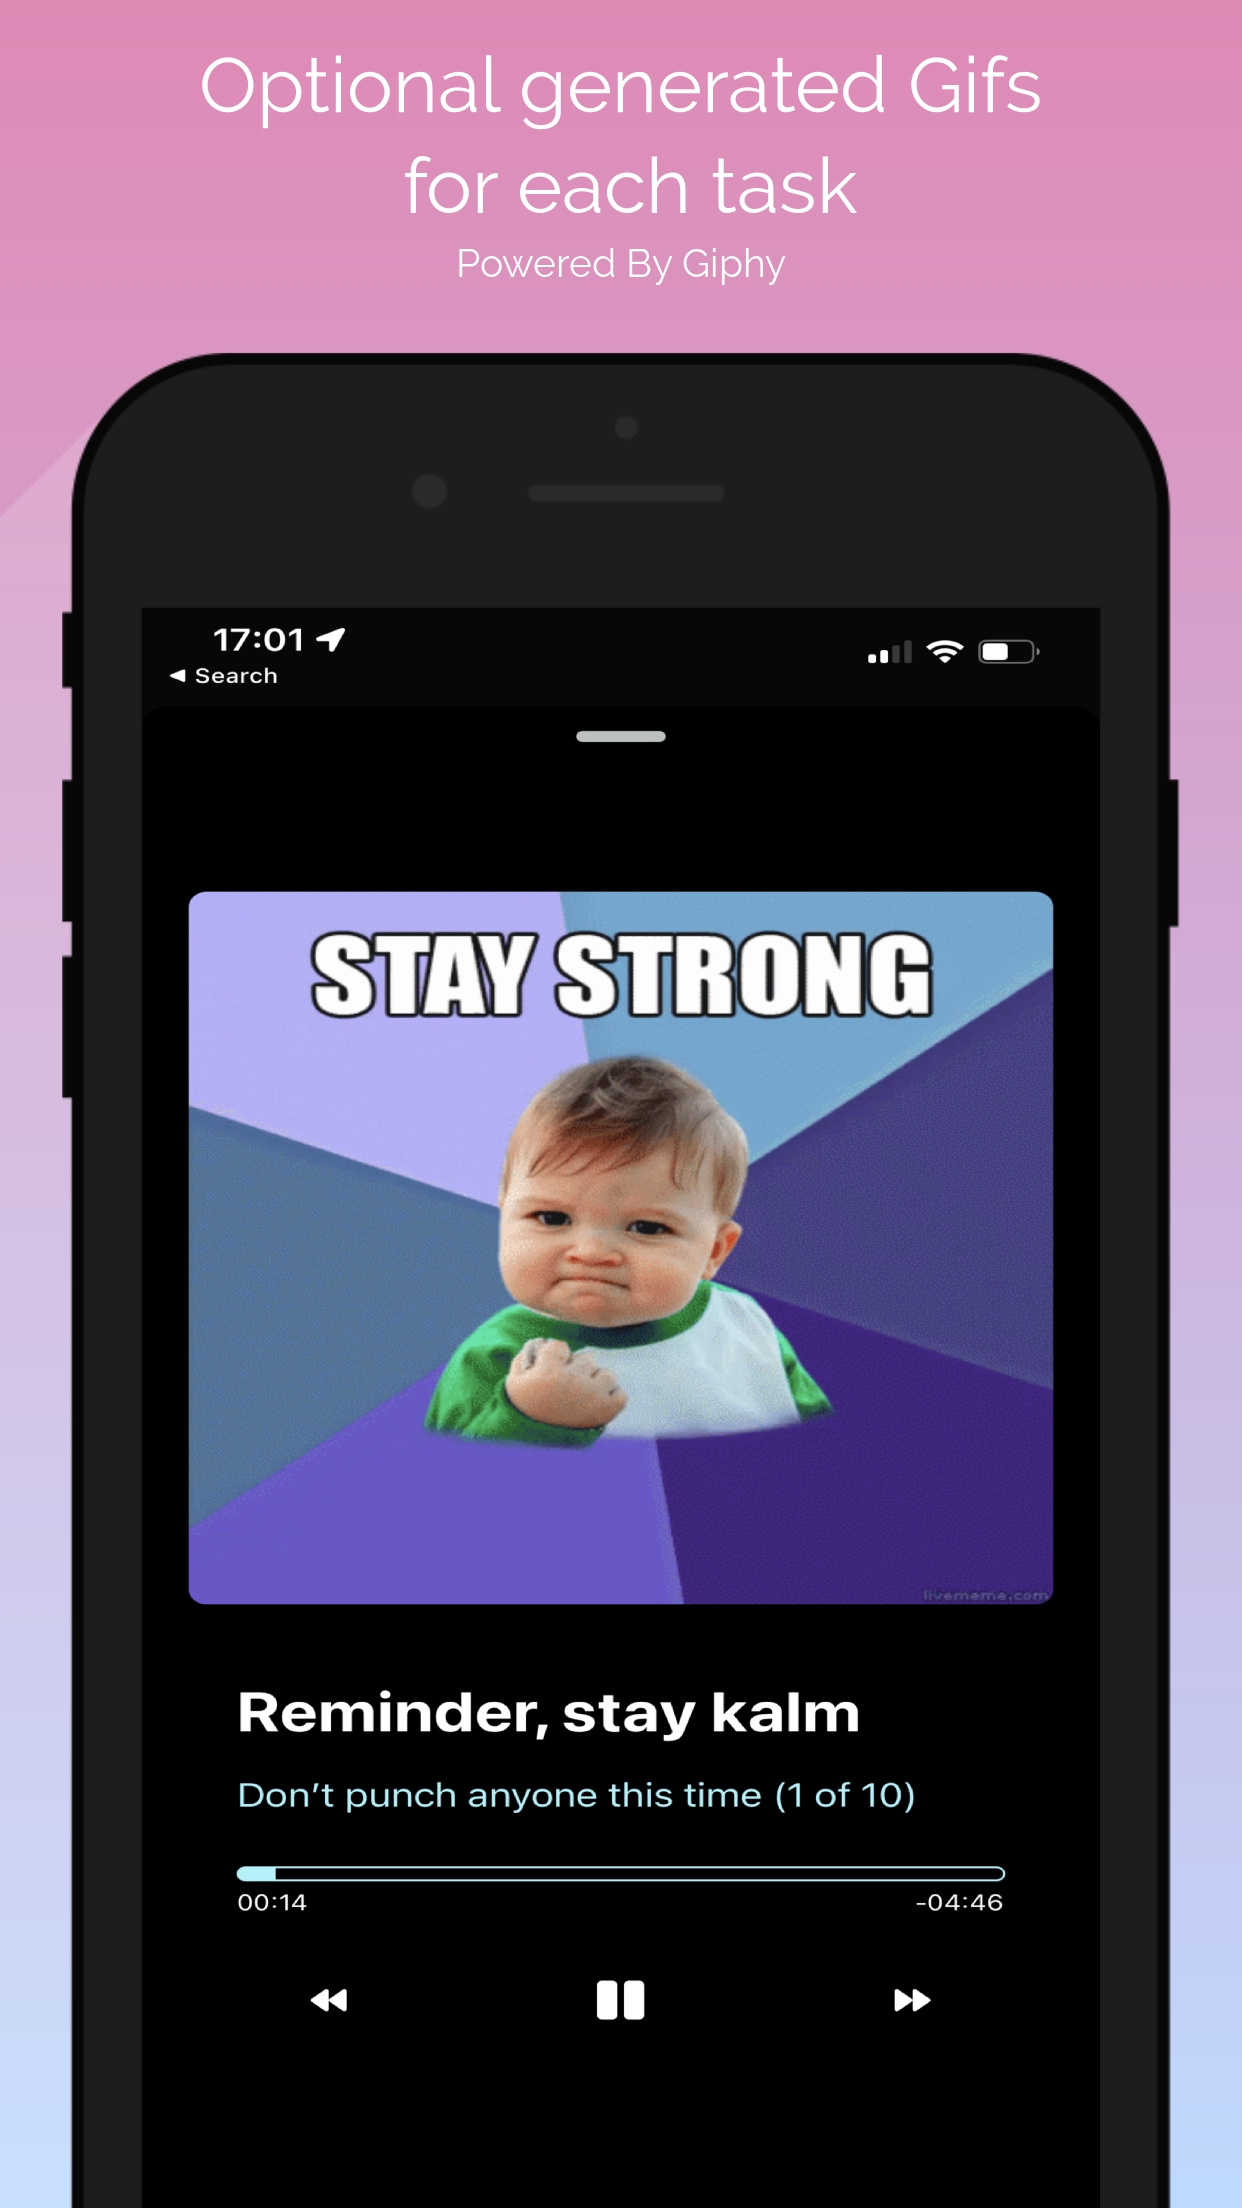 Optional generated Gifs
for each task
Powered By Giphy
17:01
Search
STAY STRONG
livememe.com
Reminder, stay kalm
Don’t punch anyone this time (1 of 10)
00:14
-04:46